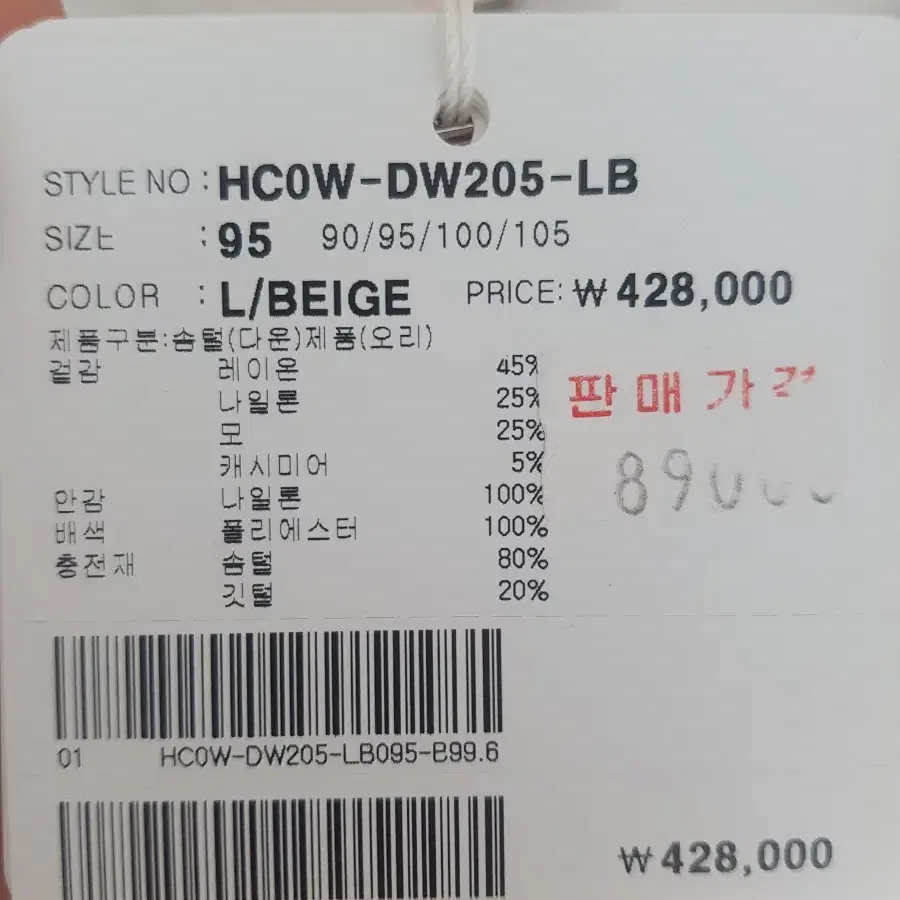 STYLE NO : HC0W-DW205-LB
SIZE : 95 90/95/100/105
COLOR : L/BEIGE PRICE: ₩428,000
제품구분:솜털(다운)제품(오리)
겉감 레이온 45%
나일론 25%
모 25%
캐시미어 5%
안감 나일론 100%
배색 폴리에스터 100%
충전재 솜털 80%
깃털 20%
판매가격
89000
01 HC0W-DW205-LB095-B99.6
₩428,000